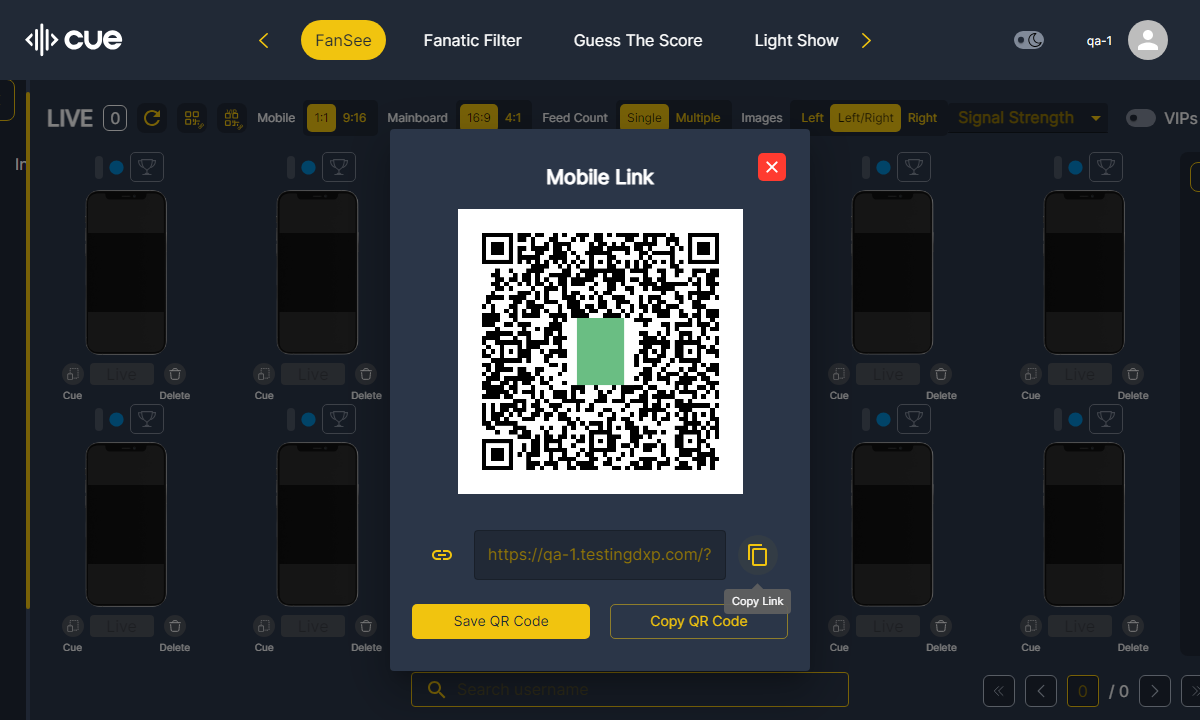 cue
FanSee
Fanatic Filter
Guess The Score
Light Show
qa-1
LIVE 0
Mobile 1:1 9:16
Mainboard 16:9 4:1
Feed Count Single Multiple
Images Left Left/Right Right
Signal Strength
VIPs
Mobile Link
Live Live Live Live
Cue Delete Cue Delete Cue Delete Cue Delete
https://qa-1.testingdxp.com/?
Copy Link
Save QR Code
Copy QR Code
Live Live Live Live
Cue Delete Cue Delete Cue Delete Cue Delete
Search username
0 / 0